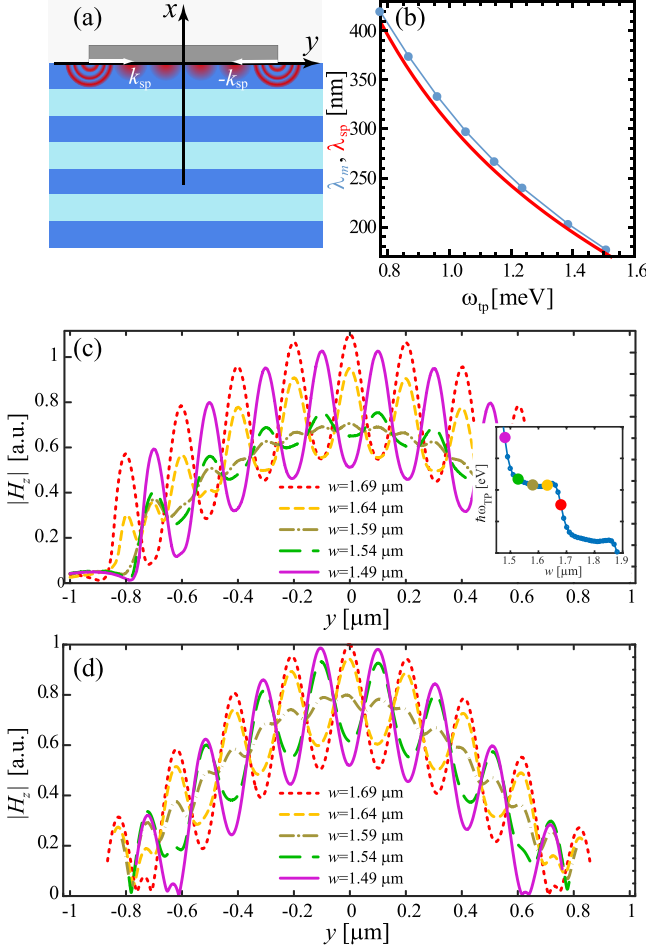 (a)
x
y
k_sp
-k_sp
(b)
λ_m, λ_sp [nm]
400
350
300
250
200
0.8 1.0 1.2 1.4 1.6
ω_tp[meV]
(c)
|H_z| [a.u.]
1
0.8
0.6
0.4
0.2
0
w=1.69 µm
w=1.64 µm
w=1.59 µm
w=1.54 µm
w=1.49 µm
-1 -0.8 -0.6 -0.4 -0.2 0 0.2 0.4 0.6 0.8 1
y [µm]
ℏω_TP [eV]
1.5 1.6 1.7 1.8 1.9
w [µm]
(d)
|H_z| [a.u.]
1
0.8
0.6
0.4
0.2
0
w=1.69 µm
w=1.64 µm
w=1.59 µm
w=1.54 µm
w=1.49 µm
-1 -0.8 -0.6 -0.4 -0.2 0 0.2 0.4 0.6 0.8 1
y [µm]